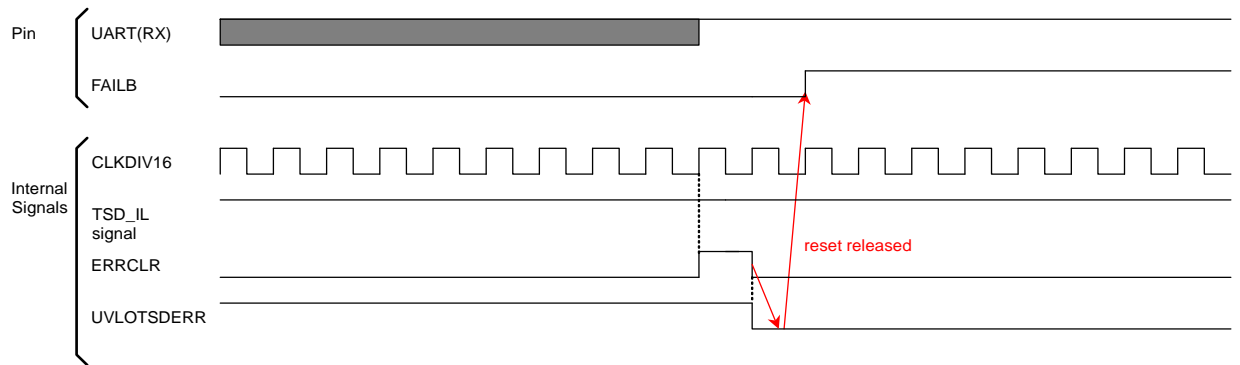 Pin
UART(RX)
FAILB
Internal
Signals
CLKDIV16
TSD_IL
signal
ERRCLR
reset released
UVLOTSDERR